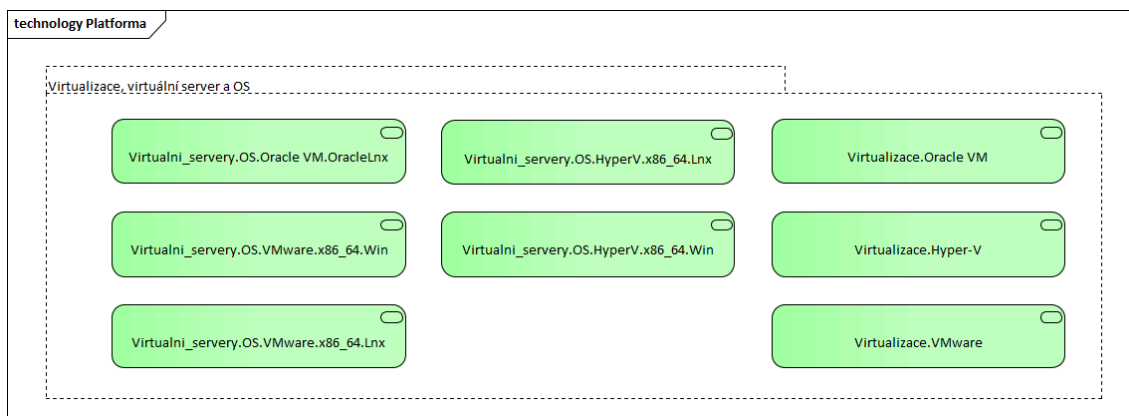 technology Platforma
Virtualizace, virtuální server a OS
Virtualni_servery.OS.Oracle VM.OracleLnx
Virtualni_servery.OS.HyperV.x86_64.Lnx
Virtualizace.Oracle VM
Virtualni_servery.OS.VMware.x86_64.Win
Virtualni_servery.OS.HyperV.x86_64.Win
Virtualizace.Hyper-V
Virtualni_servery.OS.VMware.x86_64.Lnx
Virtualizace.VMware